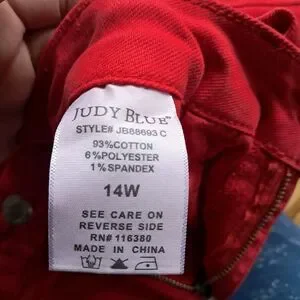 JUDY BLUE™
STYLE# JB88693 C
93%COTTON
6%POLYESTER
1%SPANDEX
14W
SEE CARE ON
REVERSE SIDE
RN# 116380
MADE IN CHINA